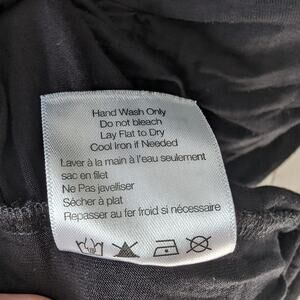 Hand Wash Only
Do not bleach
Lay Flat to Dry
Cool Iron if Needed
Laver à la main à l'eau seulement
sac en filet
Ne Pas javelliser
Sécher à plat
Repasser au fer froid si nécessaire